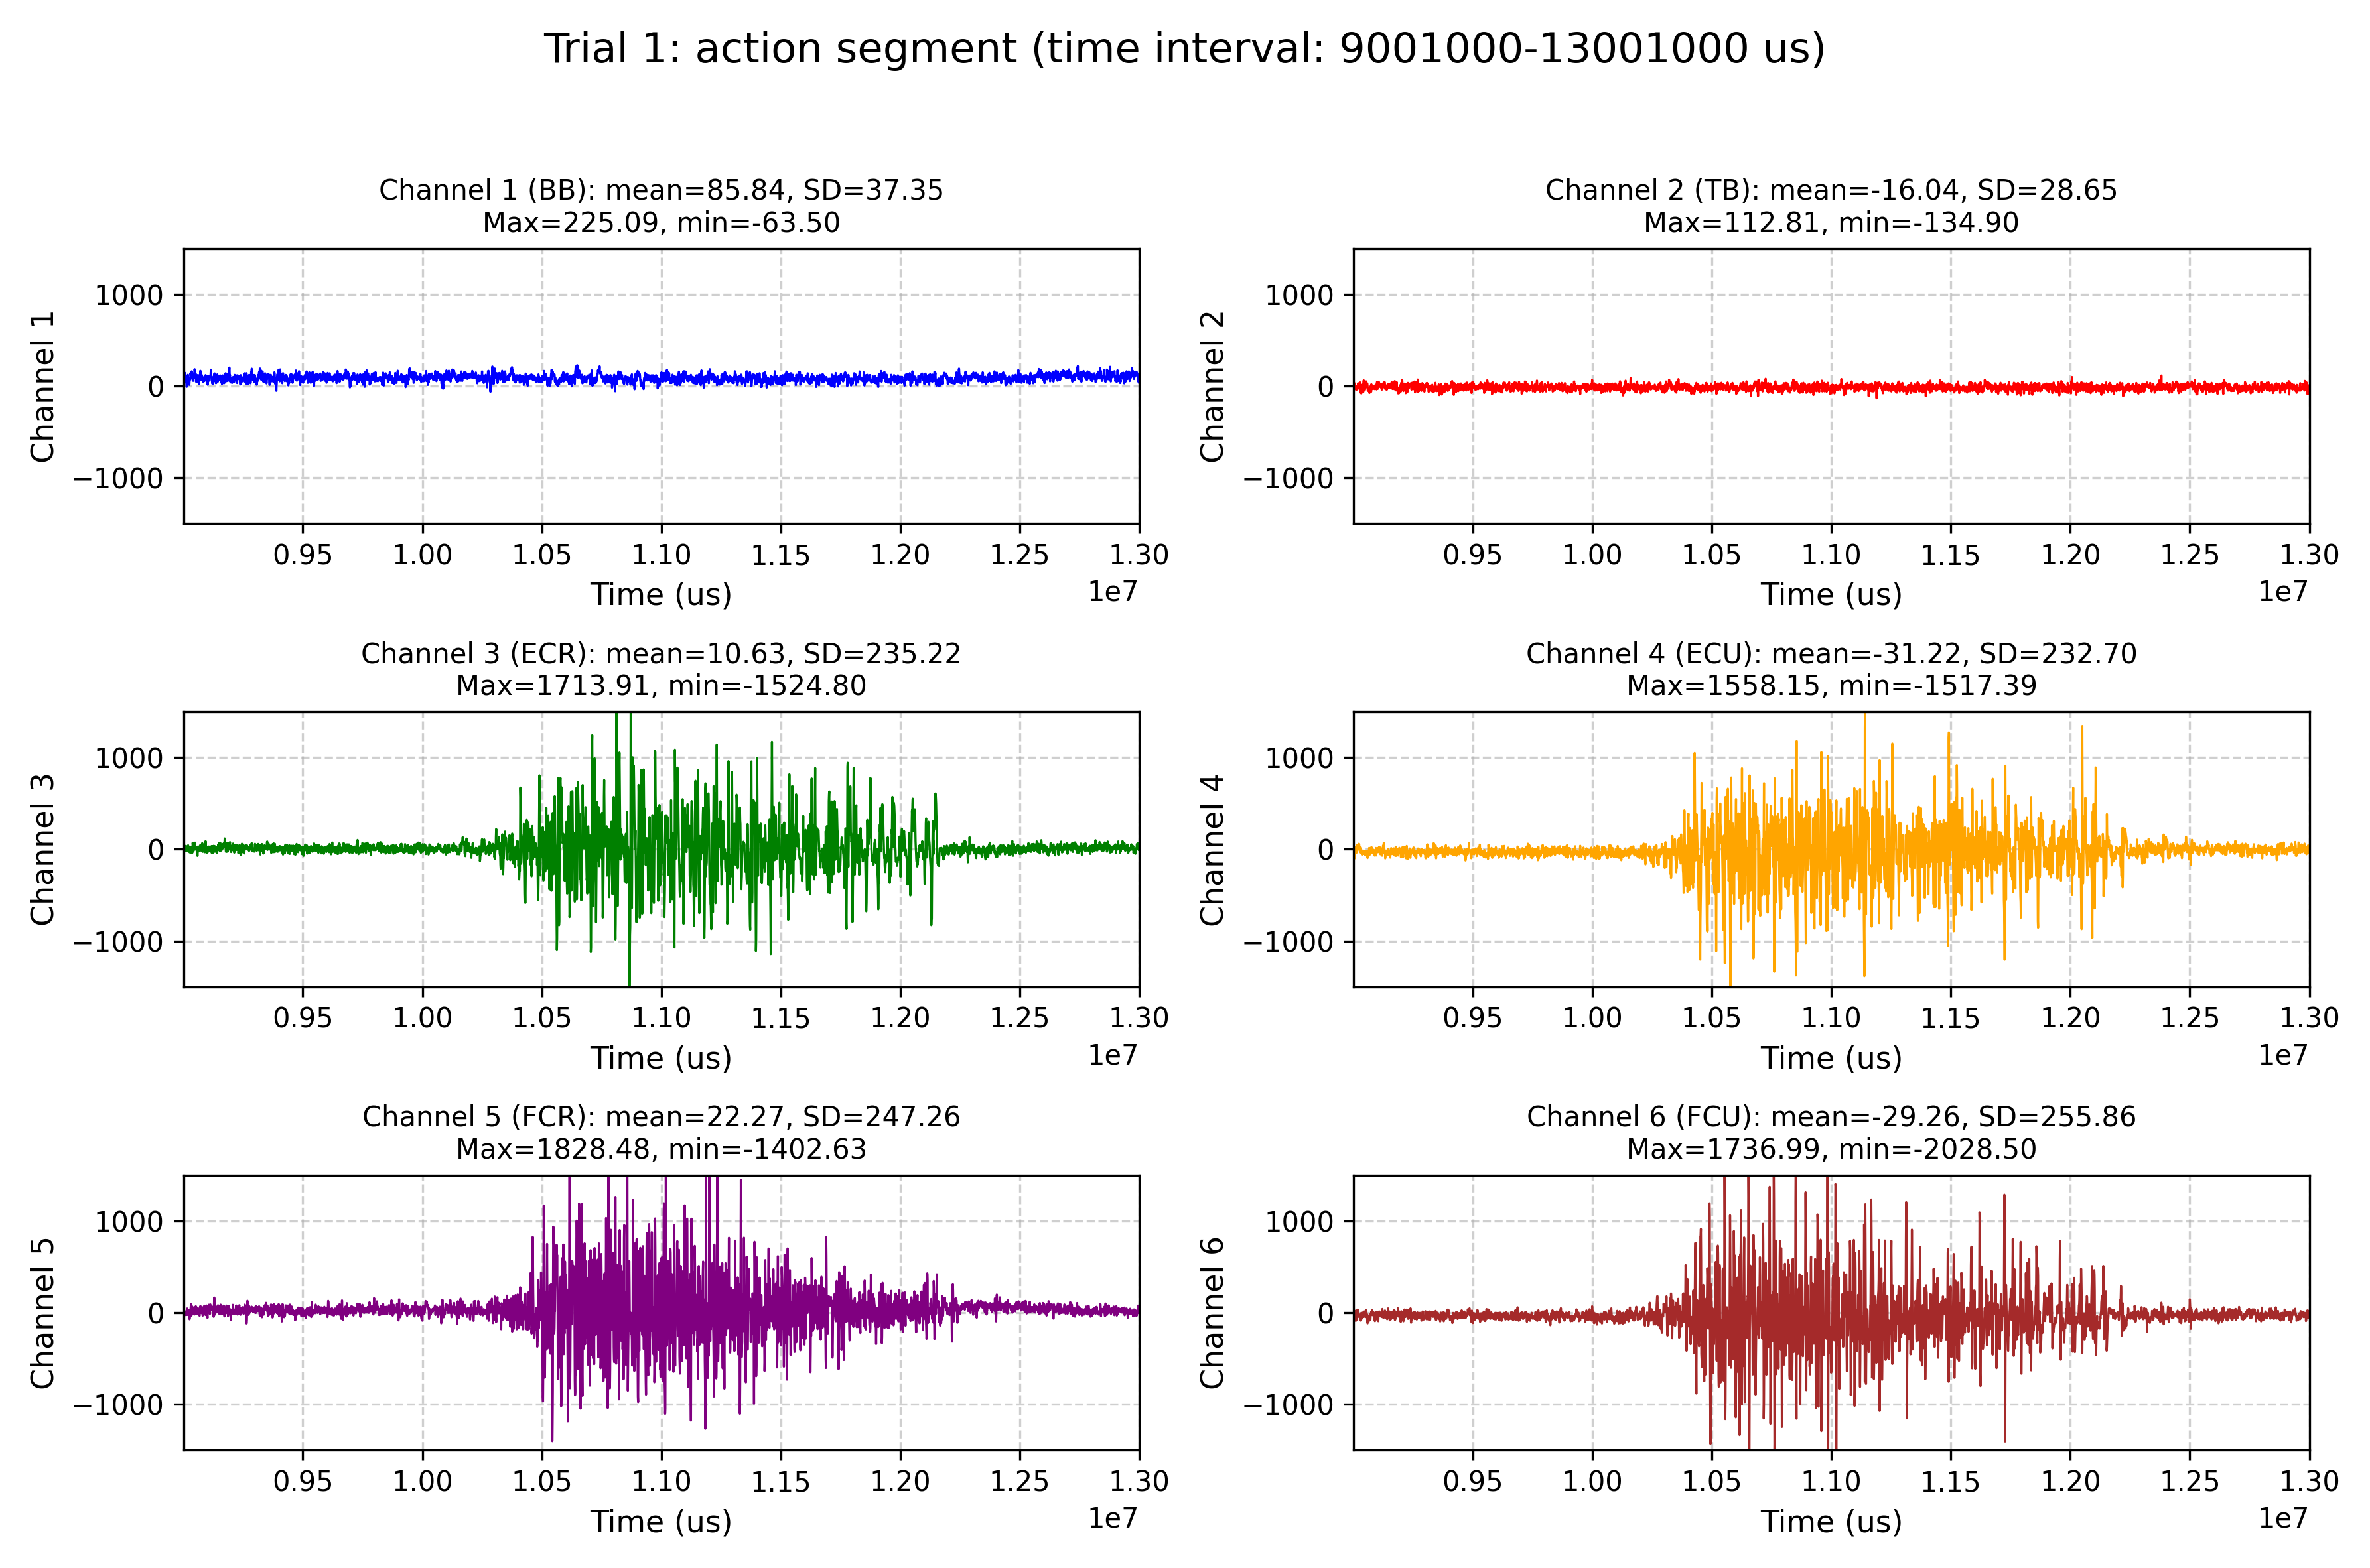 Trial 1: action segment (time interval: 9001000-13001000 us)
Channel 1 (BB): mean=85.84, SD=37.35
Max=225.09, min=-63.50
Channel 1
1000
0
−1000
0.95 1.00 1.05 1.10 1.15 1.20 1.25 1.30
1e7
Time (us)
Channel 2 (TB): mean=-16.04, SD=28.65
Max=112.81, min=-134.90
Channel 2
1000
0
−1000
0.95 1.00 1.05 1.10 1.15 1.20 1.25 1.30
1e7
Time (us)
Channel 3 (ECR): mean=10.63, SD=235.22
Max=1713.91, min=-1524.80
Channel 3
1000
0
−1000
0.95 1.00 1.05 1.10 1.15 1.20 1.25 1.30
1e7
Time (us)
Channel 4 (ECU): mean=-31.22, SD=232.70
Max=1558.15, min=-1517.39
Channel 4
1000
0
−1000
0.95 1.00 1.05 1.10 1.15 1.20 1.25 1.30
1e7
Time (us)
Channel 5 (FCR): mean=22.27, SD=247.26
Max=1828.48, min=-1402.63
Channel 5
1000
0
−1000
0.95 1.00 1.05 1.10 1.15 1.20 1.25 1.30
1e7
Time (us)
Channel 6 (FCU): mean=-29.26, SD=255.86
Max=1736.99, min=-2028.50
Channel 6
1000
0
−1000
0.95 1.00 1.05 1.10 1.15 1.20 1.25 1.30
1e7
Time (us)